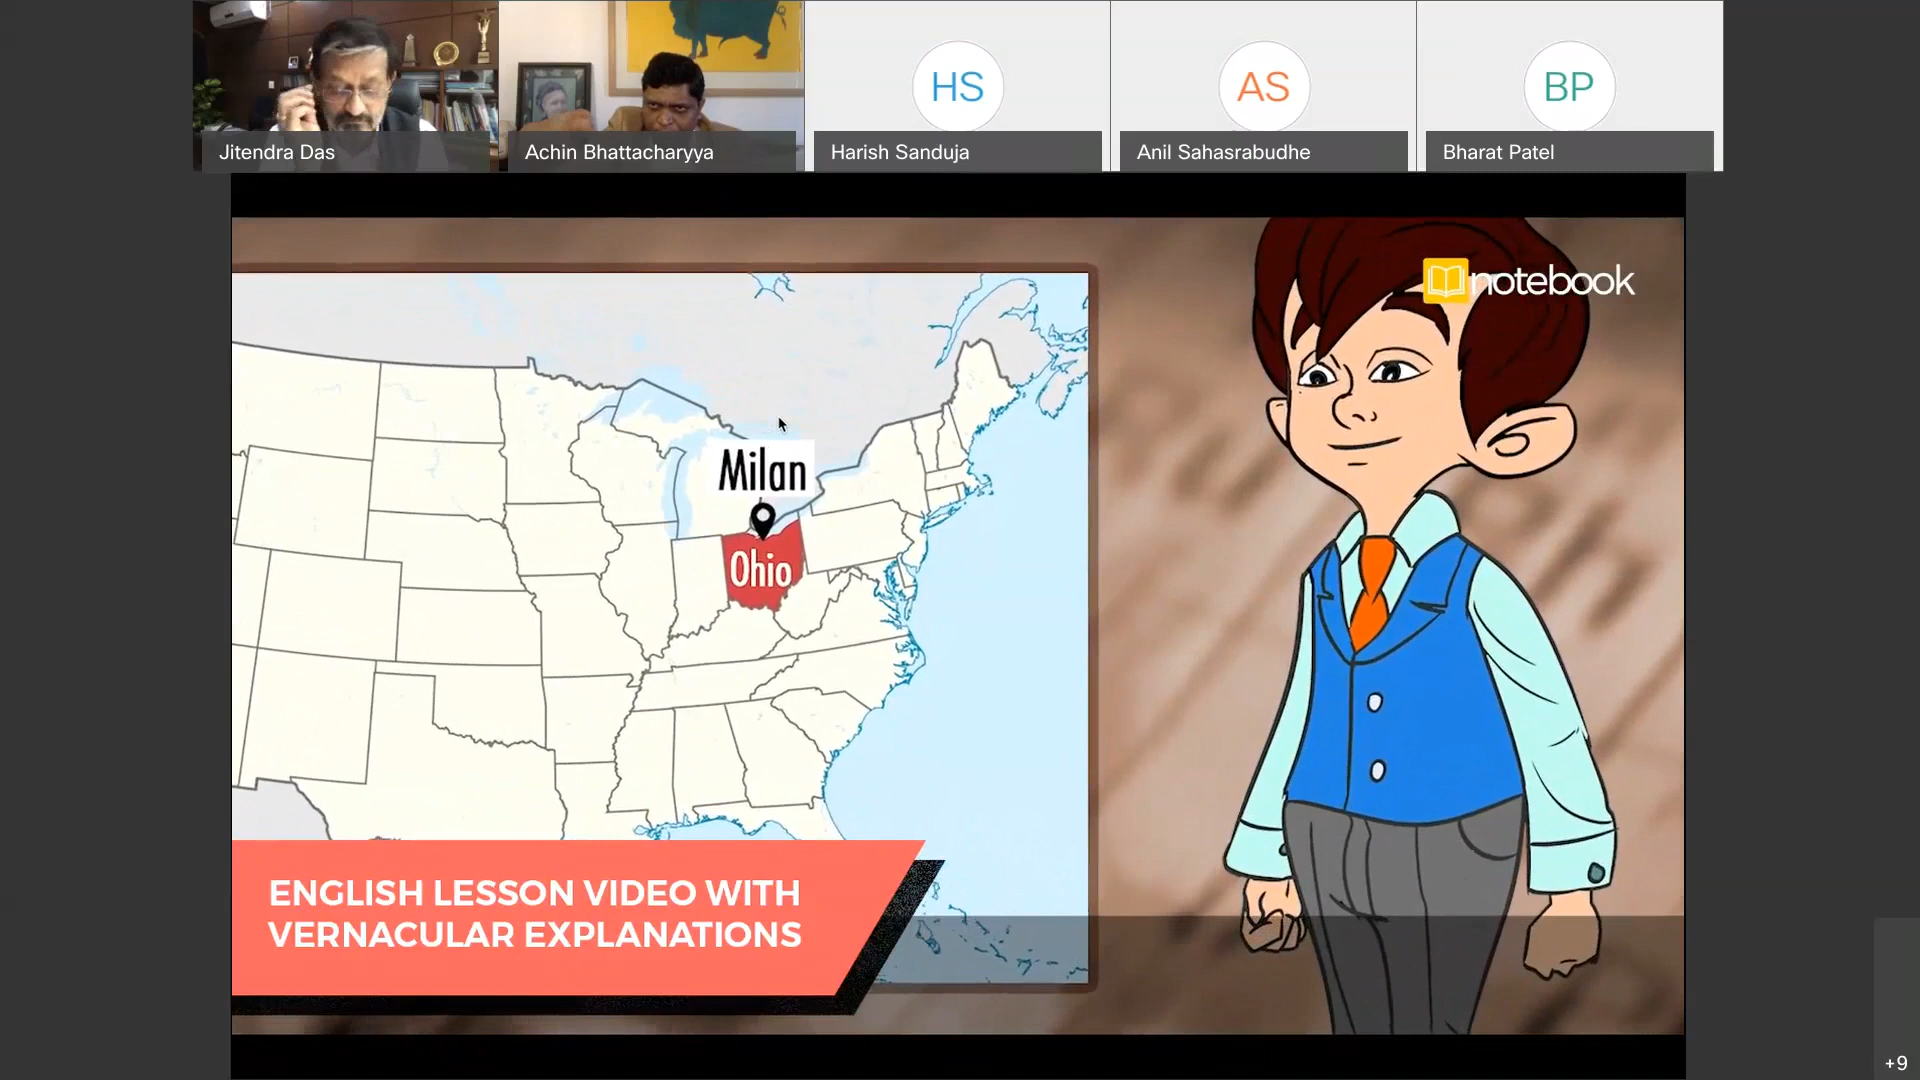 HS
AS
BP
Jitendra Das
Achin Bhattacharyya
Harish Sanduja
Anil Sahasrabudhe
Bharat Patel
notebook
Milan
Ohio
ENGLISH LESSON VIDEO WITH
VERNACULAR EXPLANATIONS
+9